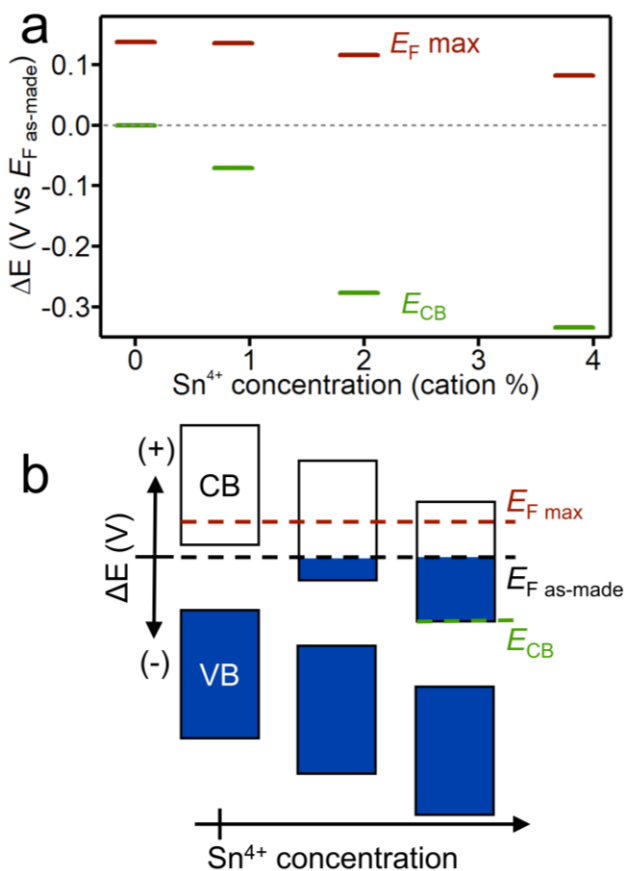 a
E_F max
0.1
0.0
-0.1
-0.2
-0.3
ΔE (V vs E_F as-made)
E_CB
0 1 2 3 4
Sn⁴⁺ concentration (cation %)
b
(+)
CB
E_F max
ΔE (V)
E_F as-made
E_CB
(-)
VB
Sn⁴⁺ concentration